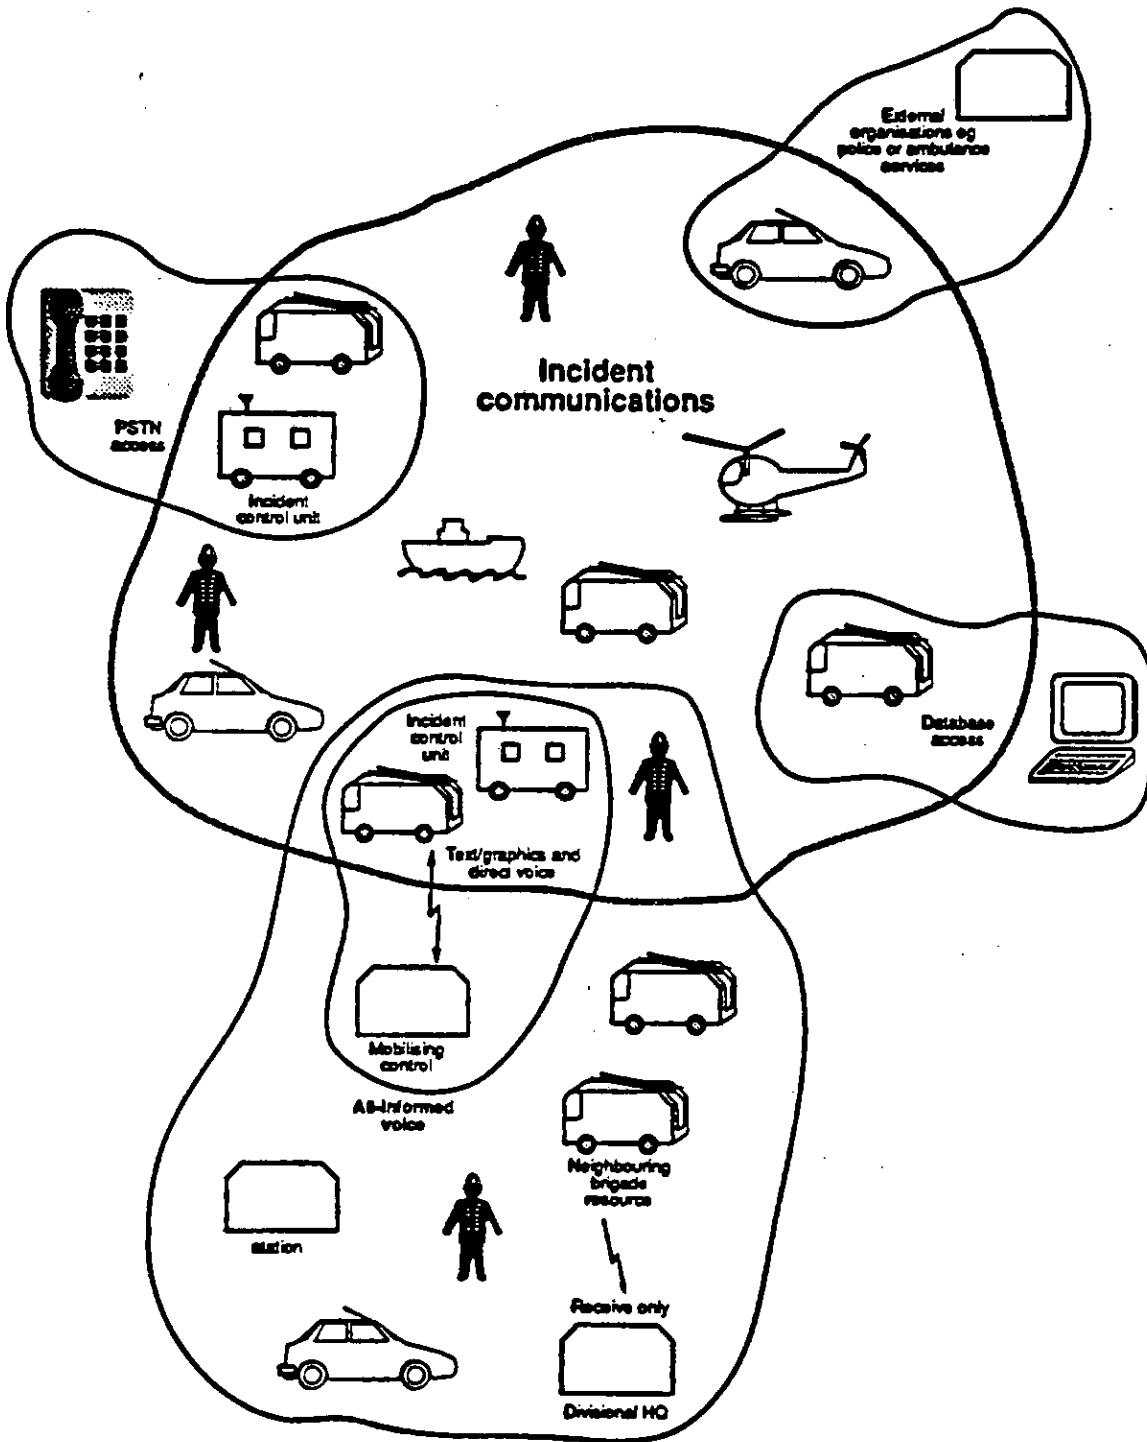 External
organisations eg
police or ambulance
services
Incident
communications
PSTN
access
Incident
control unit
Incident
control
unit
Database
access
Text/graphics and
direct voice
Mobilising
control
All-informed
voice
Neighbouring
brigade
resource
station
Receive only
Divisional HQ